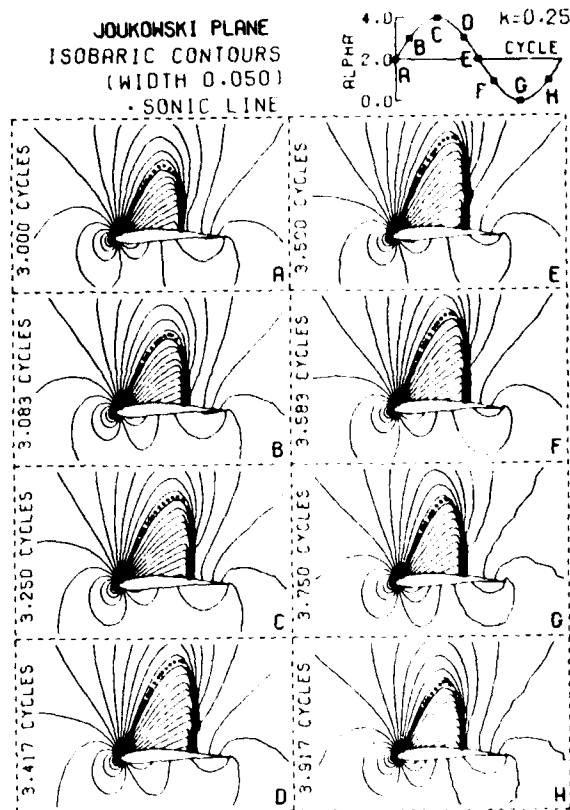 JOUKOWSKI PLANE
ISOBARIC CONTOURS
(WIDTH 0.050)
· SONIC LINE
4.0
ALPHA 2.0
0.0
K=0.25
CYCLE
A
B
C
D
E
F
G
H
3.000 CYCLES
A
3.083 CYCLES
B
3.250 CYCLES
C
3.417 CYCLES
D
3.500 CYCLES
E
3.583 CYCLES
F
3.750 CYCLES
G
3.917 CYCLES
H